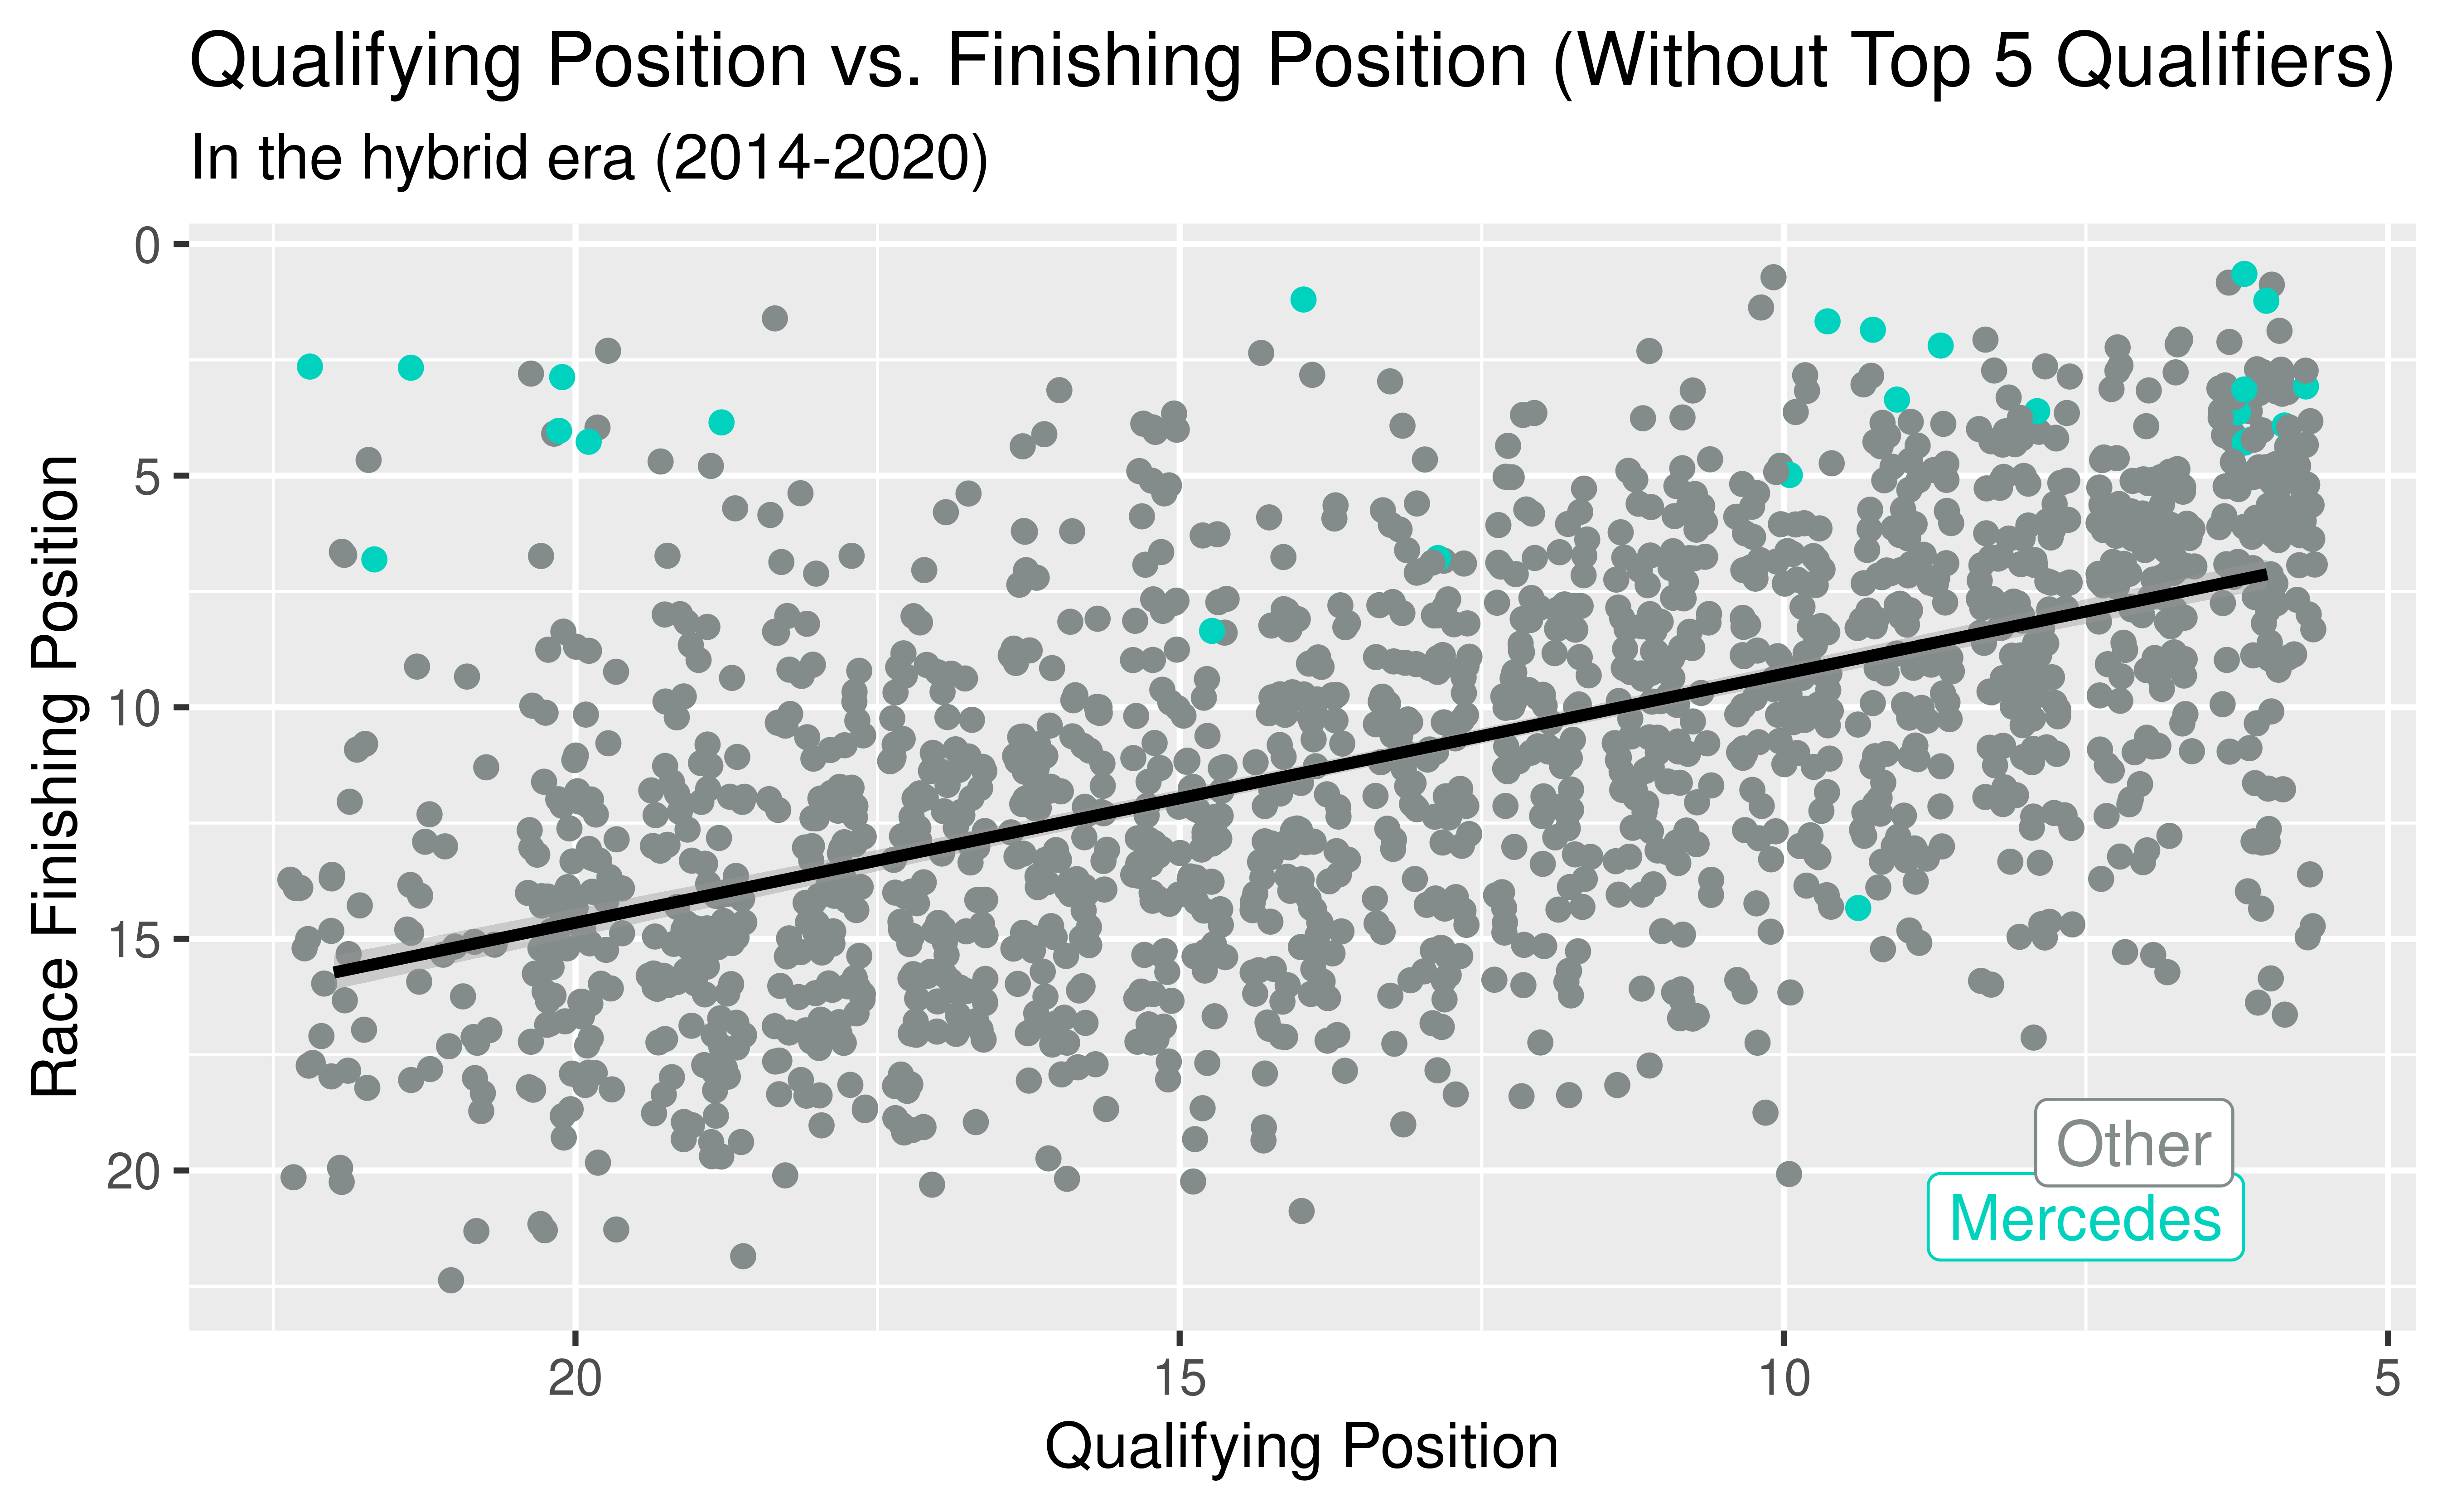 Qualifying Position vs. Finishing Position (Without Top 5 Qualifiers)
In the hybrid era (2014-2020)
Race Finishing Position
0
5
10
15
20
Other
Mercedes
20
15
10
5
Qualifying Position